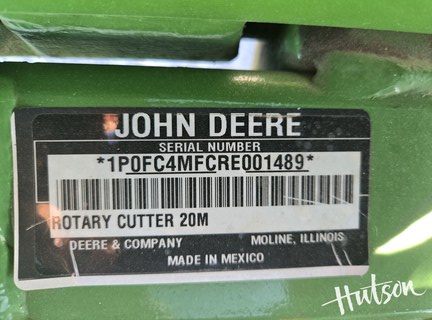 JOHN DEERE
SERIAL NUMBER
*1P0FC4MFCRE001489*
ROTARY CUTTER 20M
DEERE & COMPANY MOLINE, ILLINOIS
MADE IN MEXICO
Hutson